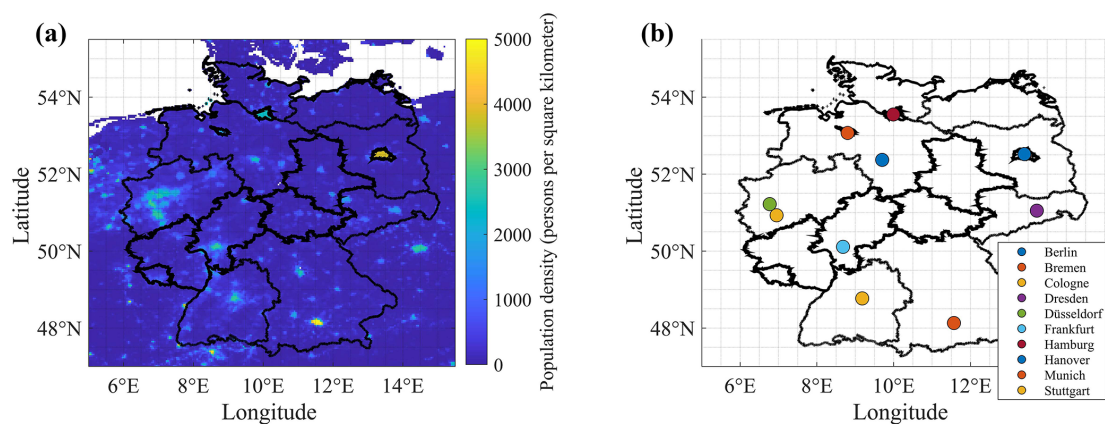 (a)
54°N
52°N
50°N
48°N
Latitude
6°E 8°E 10°E 12°E 14°E
Longitude
5000
4000
3000
2000
1000
0
Population density (persons per square kilometer)
(b)
54°N
52°N
50°N
48°N
Latitude
6°E 8°E 10°E 12°E
Longitude
Berlin
Bremen
Cologne
Dresden
Düsseldorf
Frankfurt
Hamburg
Hanover
Munich
Stuttgart